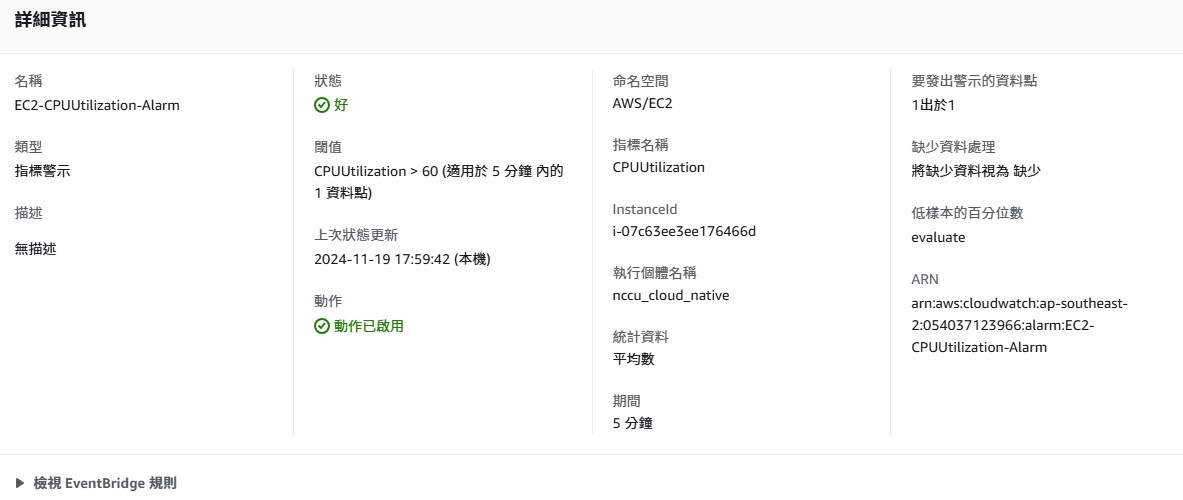 詳細資訊
名稱
EC2-CPUUtilization-Alarm
類型
指標警示
描述
無描述
狀態
好
閾值
CPUUtilization > 60 (適用於 5 分鐘 內的
1 資料點)
上次狀態更新
2024-11-19 17:59:42 (本機)
動作
動作已啟用
命名空間
AWS/EC2
指標名稱
CPUUtilization
InstanceId
i-07c63ee3ee176466d
執行個體名稱
nccu_cloud_native
統計資料
平均數
期間
5 分鐘
要發出警示的資料點
1出於1
缺少資料處理
將缺少資料視為 缺少
低樣本的百分位數
evaluate
ARN
arn:aws:cloudwatch:ap-southeast-
2:054037123966:alarm:EC2-
CPUUtilization-Alarm
檢視 EventBridge 規則